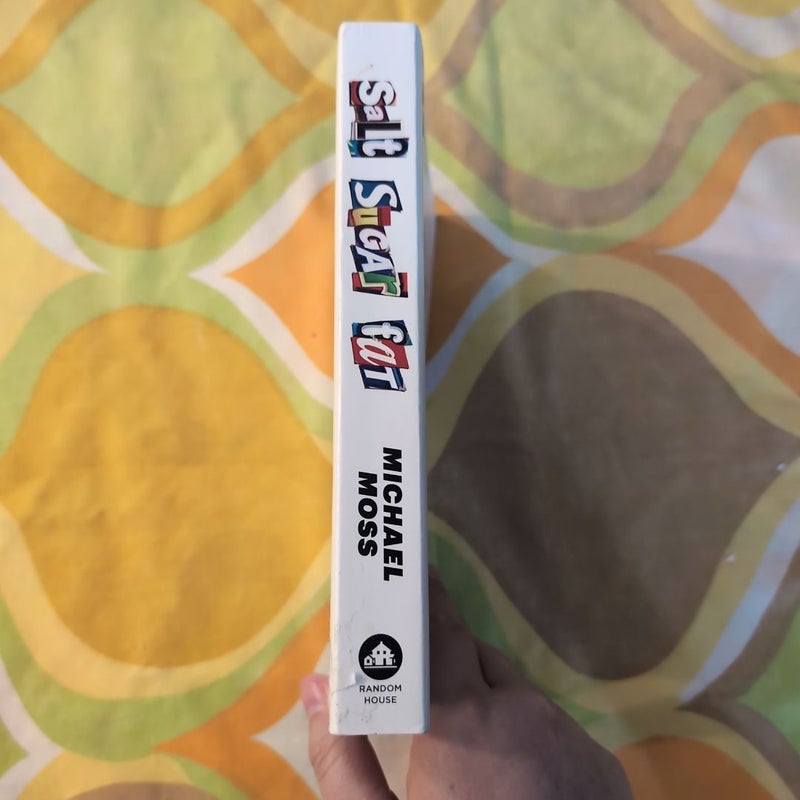 Salt
SUGAr
faT
MICHAEL
MOSS
RANDOM
HOUSE